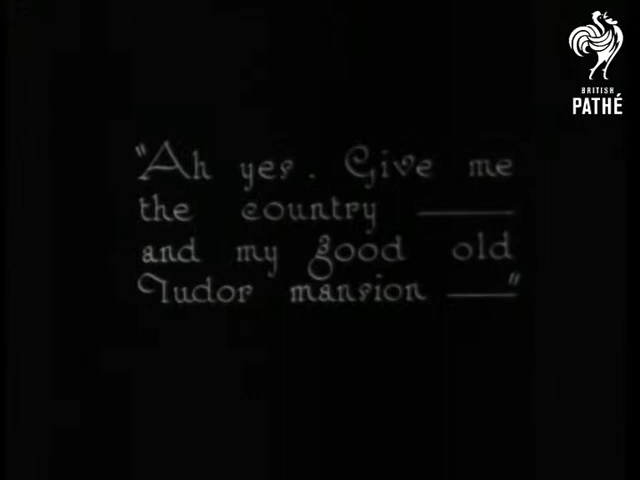 BRITISH
PATHÉ
"Ah yes. Give me
the country ——
and my good old
Tudor mansion ——"